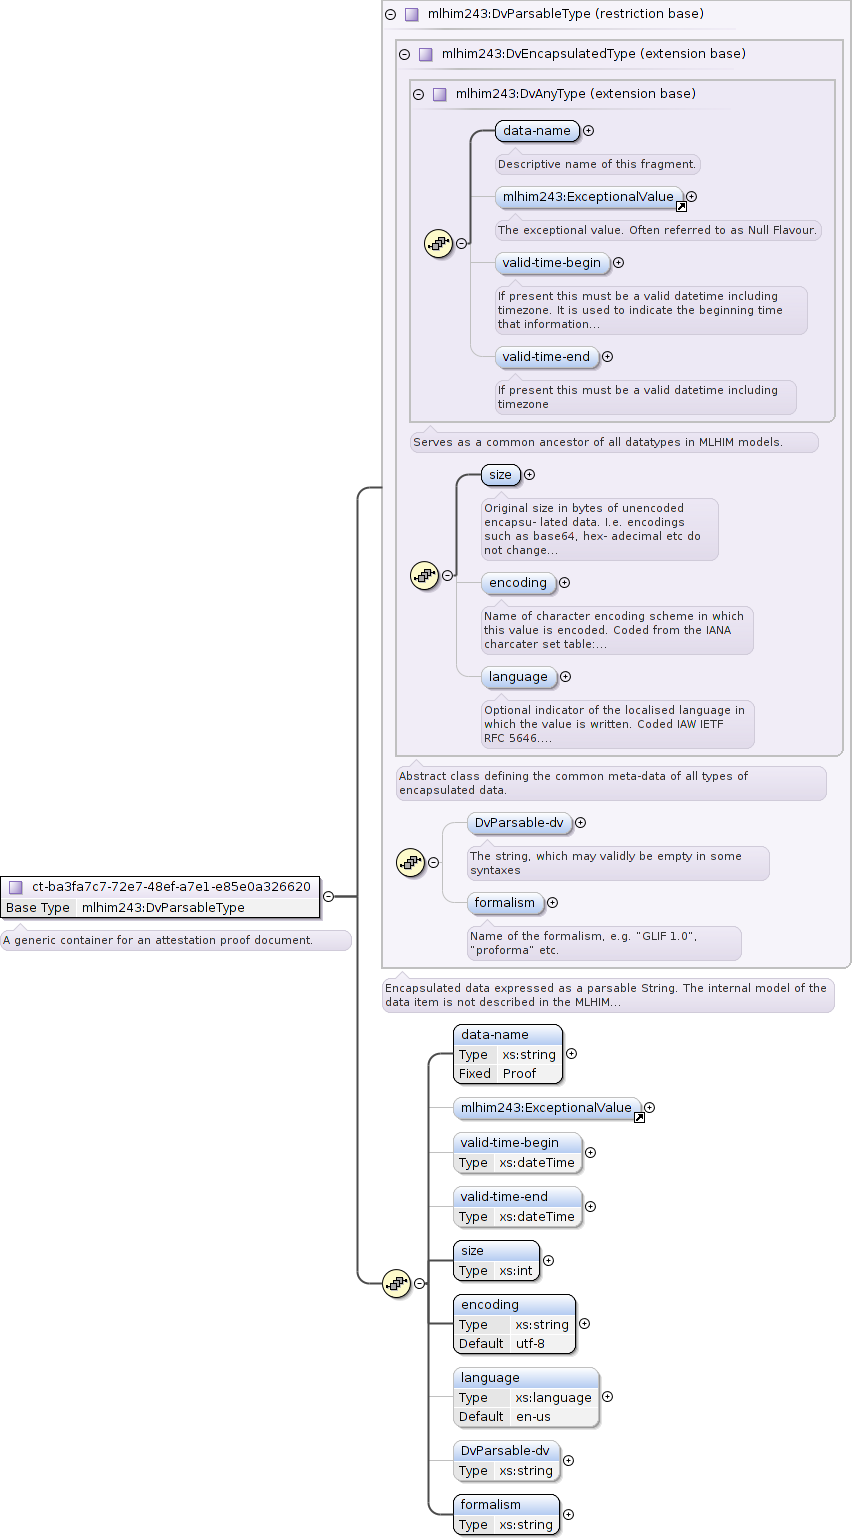 mlhim243:DvParsableType (restriction base)
mlhim243:DvEncapsulatedType (extension base)
mlhim243:DvAnyType (extension base)
data-name
Descriptive name of this fragment.
mlhim243:ExceptionalValue
The exceptional value. Often referred to as Null Flavour.
valid-time-begin
If present this must be a valid datetime including
timezone. It is used to indicate the beginning time
that information...
valid-time-end
If present this must be a valid datetime including
timezone
Serves as a common ancestor of all datatypes in MLHIM models.
size
Original size in bytes of unencoded
encapsu- lated data. I.e. encodings
such as base64, hex- adecimal etc do
not change...
encoding
Name of character encoding scheme in which
this value is encoded. Coded from the IANA
charcater set table:...
language
Optional indicator of the localised language in
which the value is written. Coded IAW IETF
RFC 5646....
Abstract class defining the common meta-data of all types of
encapsulated data.
DvParsable-dv
The string, which may validly be empty in some
syntaxes
formalism
Name of the formalism, e.g. "GLIF 1.0",
"proforma" etc.
Encapsulated data expressed as a parsable String. The internal model of the
data item is not described in the MLHIM...
ct-ba3fa7c7-72e7-48ef-a7e1-e85e0a326620
Base Type mlhim243:DvParsableType
A generic container for an attestation proof document.
data-name
Type xs:string
Fixed Proof
mlhim243:ExceptionalValue
valid-time-begin
Type xs:dateTime
valid-time-end
Type xs:dateTime
size
Type xs:int
encoding
Type xs:string
Default utf-8
language
Type xs:language
Default en-us
DvParsable-dv
Type xs:string
formalism
Type xs:string